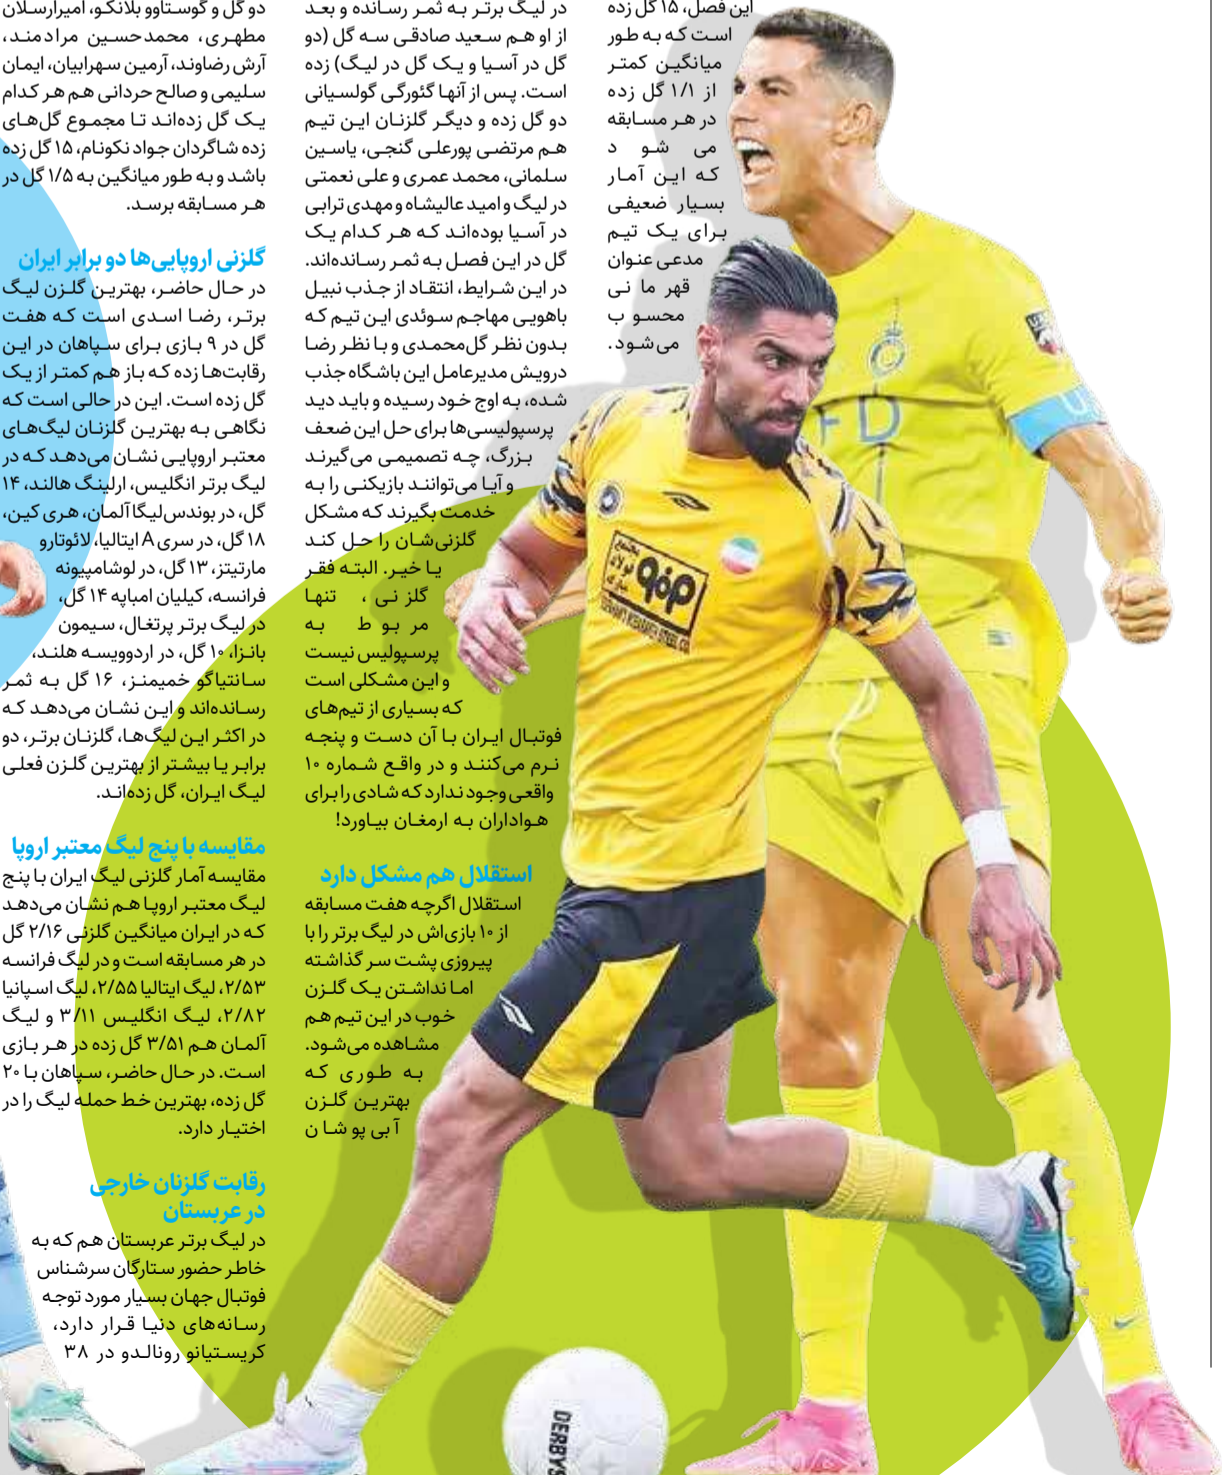 این فصل، ۱۵ گل زده
است که به طور
میانگین کمتر
از ۱/۱ گل زده
در هر مسابقه
می شود
که این آمار
بسیار ضعیفی
برای یک تیم
مدعی عنوان
قهرمانی
محسوب
می‌شود.
در لیگ برتر به ثمر رسانده و بعد
از او هم سعید صادقی سه گل (دو
گل در آسیا و یک گل در لیگ) زده
است. پس از آنها گئورگی گولسیانی
دو گل زده و دیگر گلزنان این تیم
هم مرتضی پورعلی گنجی، یاسین
سلمانی، محمد عمری و علی نعمتی
در لیگ و امید عالیشاه و مهدی ترابی
در آسیا بوده‌اند که هر کدام یک
گل در این فصل به ثمر رسانده‌اند.
در این شرایط، انتقاد از جذب نبیل
باهویی مهاجم سوئدی این تیم که
بدون نظر گل‌محمدی و با نظر رضا
درویش مدیرعامل این باشگاه جذب
شده، به اوج خود رسیده و باید دید
پرسپولیسی‌ها برای حل این ضعف
بزرگ، چه تصمیمی می‌گیرند
و آیا می‌توانند بازیکنی را به
خدمت بگیرند که مشکل
گلزنی‌شان را حل کند
یا خیر. البته فقر
گلزنی، تنها
مربوط به
پرسپولیس نیست
و این مشکلی است
که بسیاری از تیم‌های
فوتبال ایران با آن دست و پنجه
نرم می‌کنند و در واقع شماره ۱۰
واقعی وجود ندارد که شادی را برای
هواداران به ارمغان بیاورد!
استقلال هم مشکل دارد
استقلال اگرچه هفت مسابقه
از ۱۰ بازی‌اش در لیگ برتر را با
پیروزی پشت سر گذاشته
اما نداشتن یک گلزن
خوب در این تیم هم
مشاهده می‌شود.
به طوری که
بهترین گلزن
آبی پوشان
دو گل و گوستاوو بلانکو، امیرارسلان
مطهری، محمدحسین مرادمند،
آرش رضاوند، آرمین سهرابیان، ایمان
سلیمی و صالح حردانی هم هر کدام
یک گل زده‌اند تا مجموع گل‌های
زده شاگردان جواد نکونام، ۱۵ گل زده
باشد و به طور میانگین به ۱/۵ گل در
هر مسابقه برسد.
گلزنی اروپایی‌ها دو برابر ایران
در حال حاضر، بهترین گلزن لیگ
برتر، رضا اسدی است که هفت
گل در ۹ بازی برای سپاهان در این
رقابت‌ها زده که باز هم کمتر از یک
گل زده است. این در حالی است که
نگاهی به بهترین گلزنان لیگ‌های
معتبر اروپایی نشان می‌دهد که در
لیگ برتر انگلیس، ارلینگ هالند، ۱۴
گل، در بوندس‌لیگا آلمان، هری کین،
۱۸ گل، در سری A ایتالیا، لائوتارو
مارتیتز، ۱۳ گل، در لوشامپیونه
فرانسه، کیلیان امباپه ۱۴ گل،
در لیگ برتر پرتغال، سیمون
بانزا، ۱۰ گل، در اردوویسه هلند،
سانتیاگو خمیمنز، ۱۶ گل به ثمر
رسانده‌اند و این نشان می‌دهد که
در اکثر این لیگ‌ها، گلزنان برتر، دو
برابر یا بیشتر از بهترین گلزن فعلی
لیگ ایران، گل زده‌اند.
مقایسه با پنج لیگ معتبر اروپا
مقایسه آمار گلزنی لیگ ایران با پنج
لیگ معتبر اروپا هم نشان می‌دهد
که در ایران میانگین گلزنی ۲/۱۶ گل
در هر مسابقه است و در لیگ فرانسه
۲/۵۳، لیگ ایتالیا ۲/۵۵، لیگ اسپانیا
۲/۸۲، لیگ انگلیس ۳/۱۱ و لیگ
آلمان هم ۳/۵۱ گل زده در هر بازی
است. در حال حاضر، سپاهان با ۲۰
گل زده، بهترین خط حمله لیگ را در
اختیار دارد.
رقابت گلزنان خارجی
در عربستان
در لیگ برتر عربستان هم که به
خاطر حضور ستارگان سرشناس
فوتبال جهان بسیار مورد توجه
رسانه‌های دنیا قرار دارد،
کریستیانو رونالدو در ۳۸
DERBYS